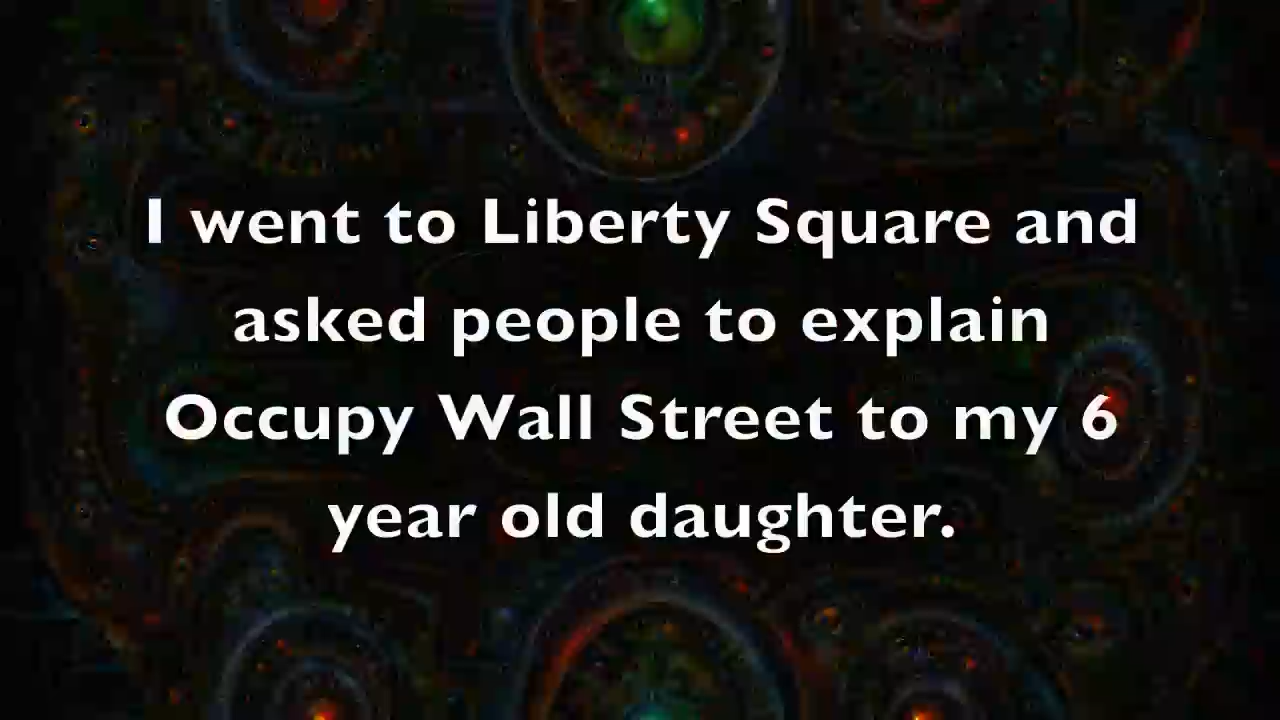 I went to Liberty Square and
asked people to explain
Occupy Wall Street to my 6
year old daughter.